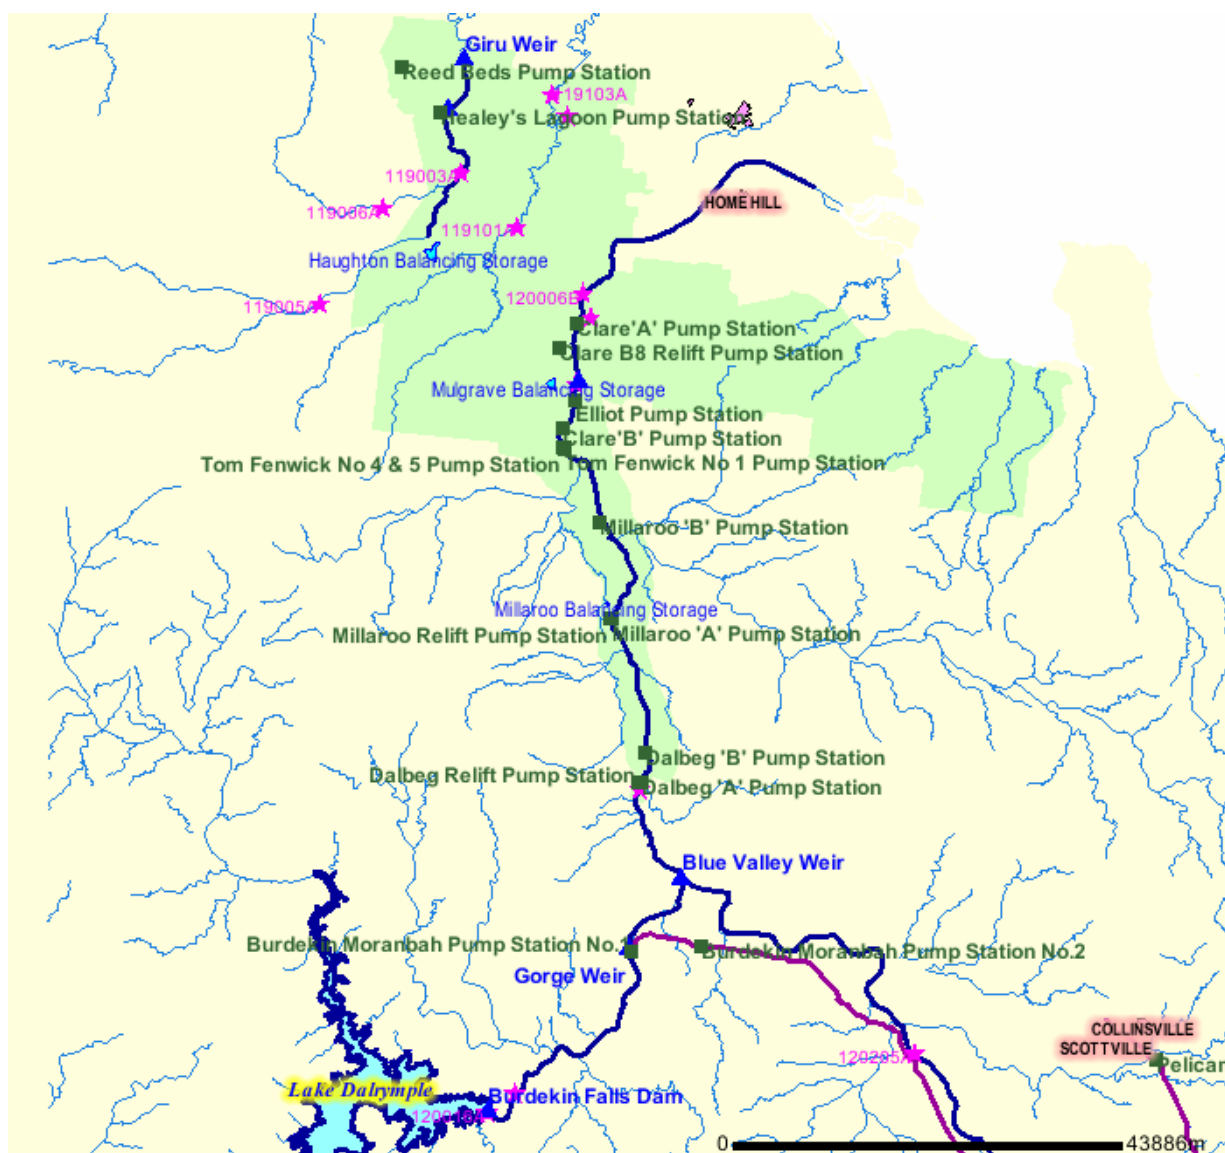 Giru Weir
Reed Beds Pump Station
19103A
Healey's Lagoon Pump Station
119003A
HOME HILL
119006A
119101A
Haughton Balancing Storage
120006B
119005A
Clare'A' Pump Station
Clare B8 Relift Pump Station
Mulgrave Balancing Storage
Elliot Pump Station
Clare'B' Pump Station
Tom Fenwick No 4 & 5 Pump Station
Tom Fenwick No 1 Pump Station
Millaroo 'B' Pump Station
Millaroo Balancing Storage
Millaroo Relift Pump Station
Millaroo 'A' Pump Station
Dalbeg 'B' Pump Station
Dalbeg Relift Pump Station
Dalbeg 'A' Pump Station
Blue Valley Weir
Burdekin Moranbah Pump Station No.1
Burdekin Moranbah Pump Station No.2
Gorge Weir
COLLINSVILLE
SCOTTVILLE
120205A
Pelican
Lake Dalrymple
Burdekin Falls Dam
0
43886m